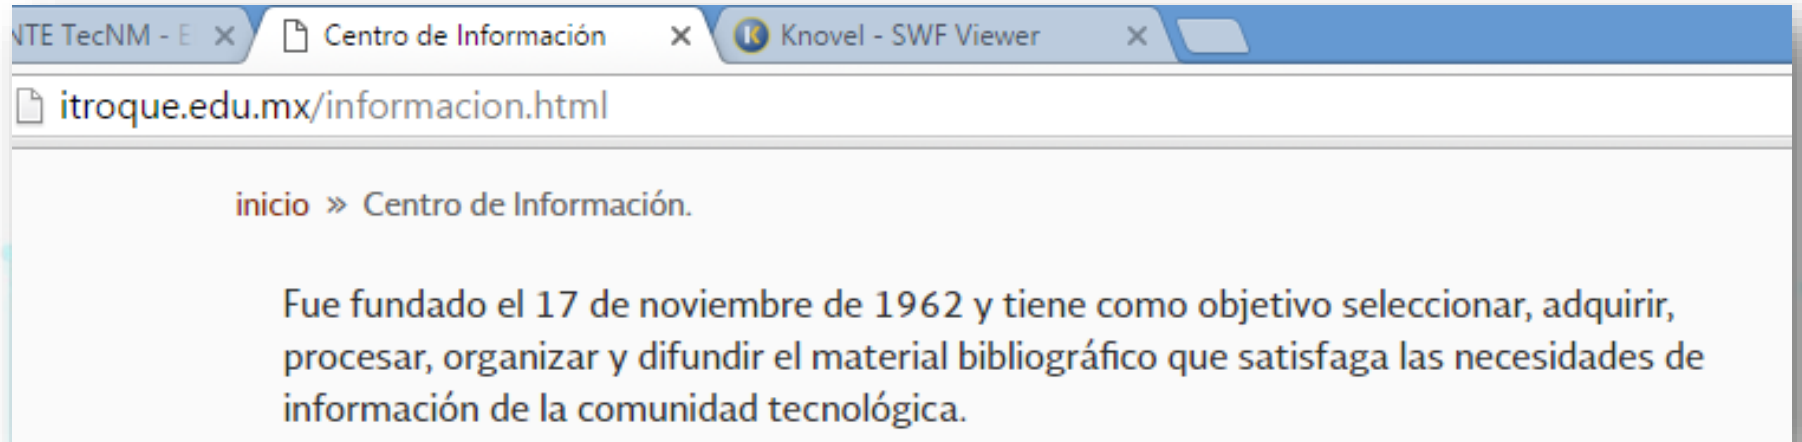 NTE TecNM - E Centro de Información Knovel - SWF Viewer
itroque.edu.mx/informacion.html
inicio » Centro de Información.
Fue fundado el 17 de noviembre de 1962 y tiene como objetivo seleccionar, adquirir,
procesar, organizar y difundir el material bibliográfico que satisfaga las necesidades de
información de la comunidad tecnológica.